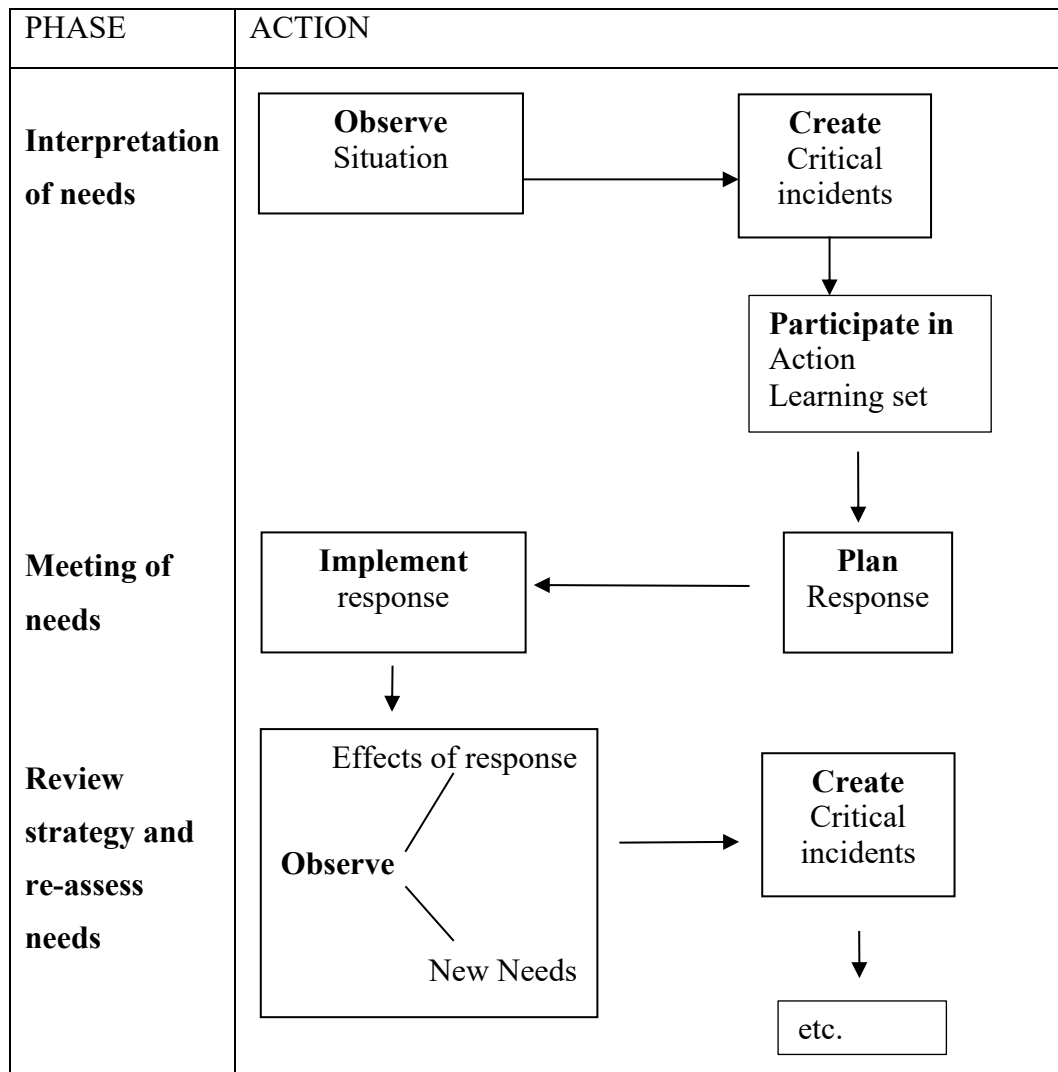 PHASE
ACTION
Interpretation
of needs
Observe
Situation
Create
Critical
incidents
Participate in
Action
Learning set
Meeting of
needs
Implement
response
Plan
Response
Review
strategy and
re-assess
needs
Effects of response
Observe
New Needs
Create
Critical
incidents
etc.